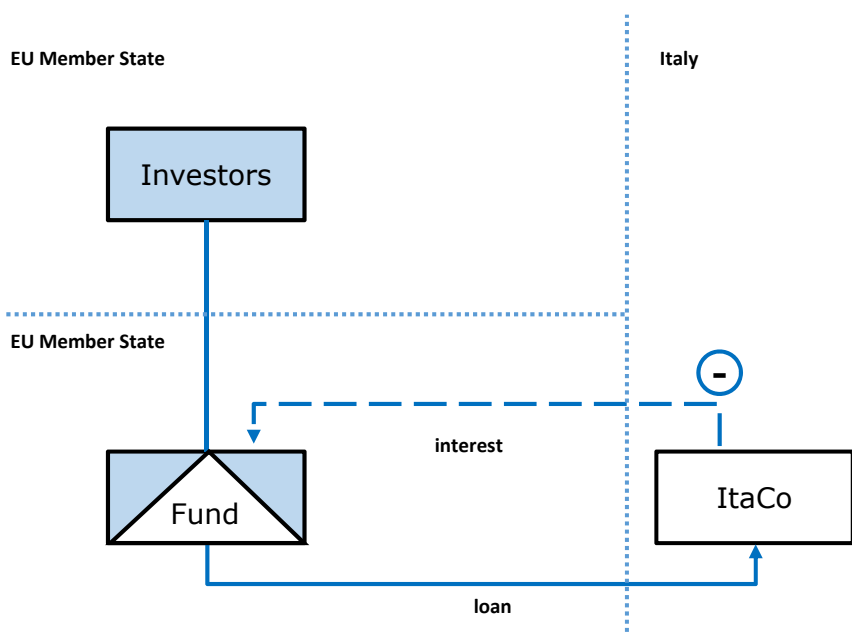 EU Member State
Italy
Investors
EU Member State
-
interest
Fund
ItaCo
loan